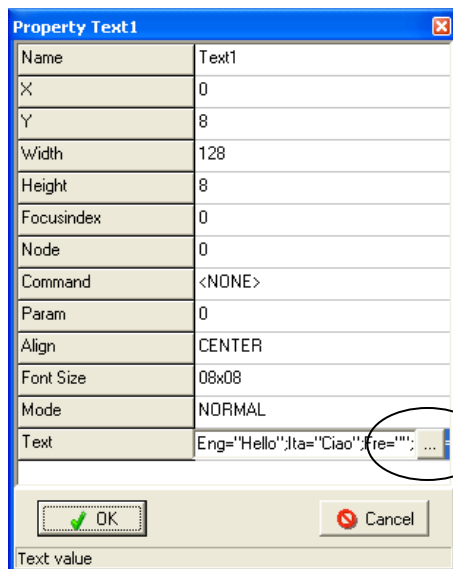 Property Text1
Name Text1
X 0
Y 8
Width 128
Height 8
Focusindex 0
Node 0
Command <NONE>
Param 0
Align CENTER
Font Size 08x08
Mode NORMAL
Text Eng="Hello";Ita="Ciao";Fre=""; ...
OK Cancel
Text value